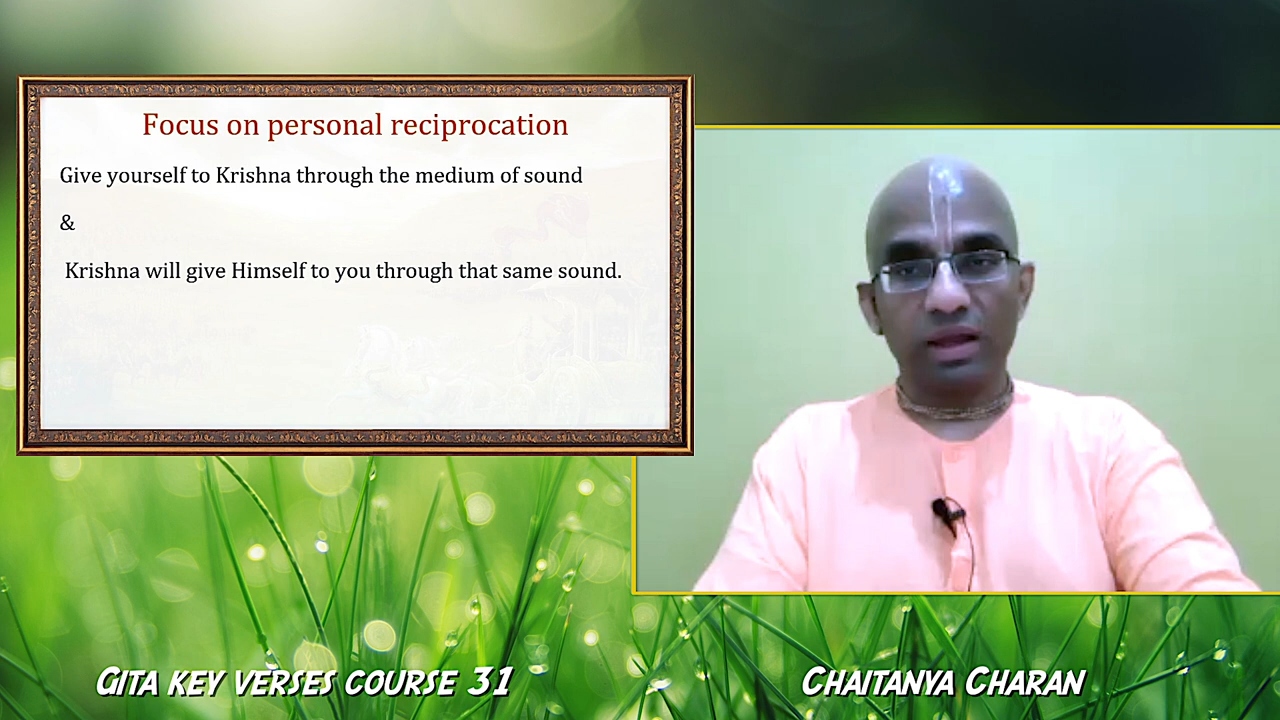 Focus on personal reciprocation
Give yourself to Krishna through the medium of sound
&
Krishna will give Himself to you through that same sound.
Gita key verses course 31
Chaitanya Charan